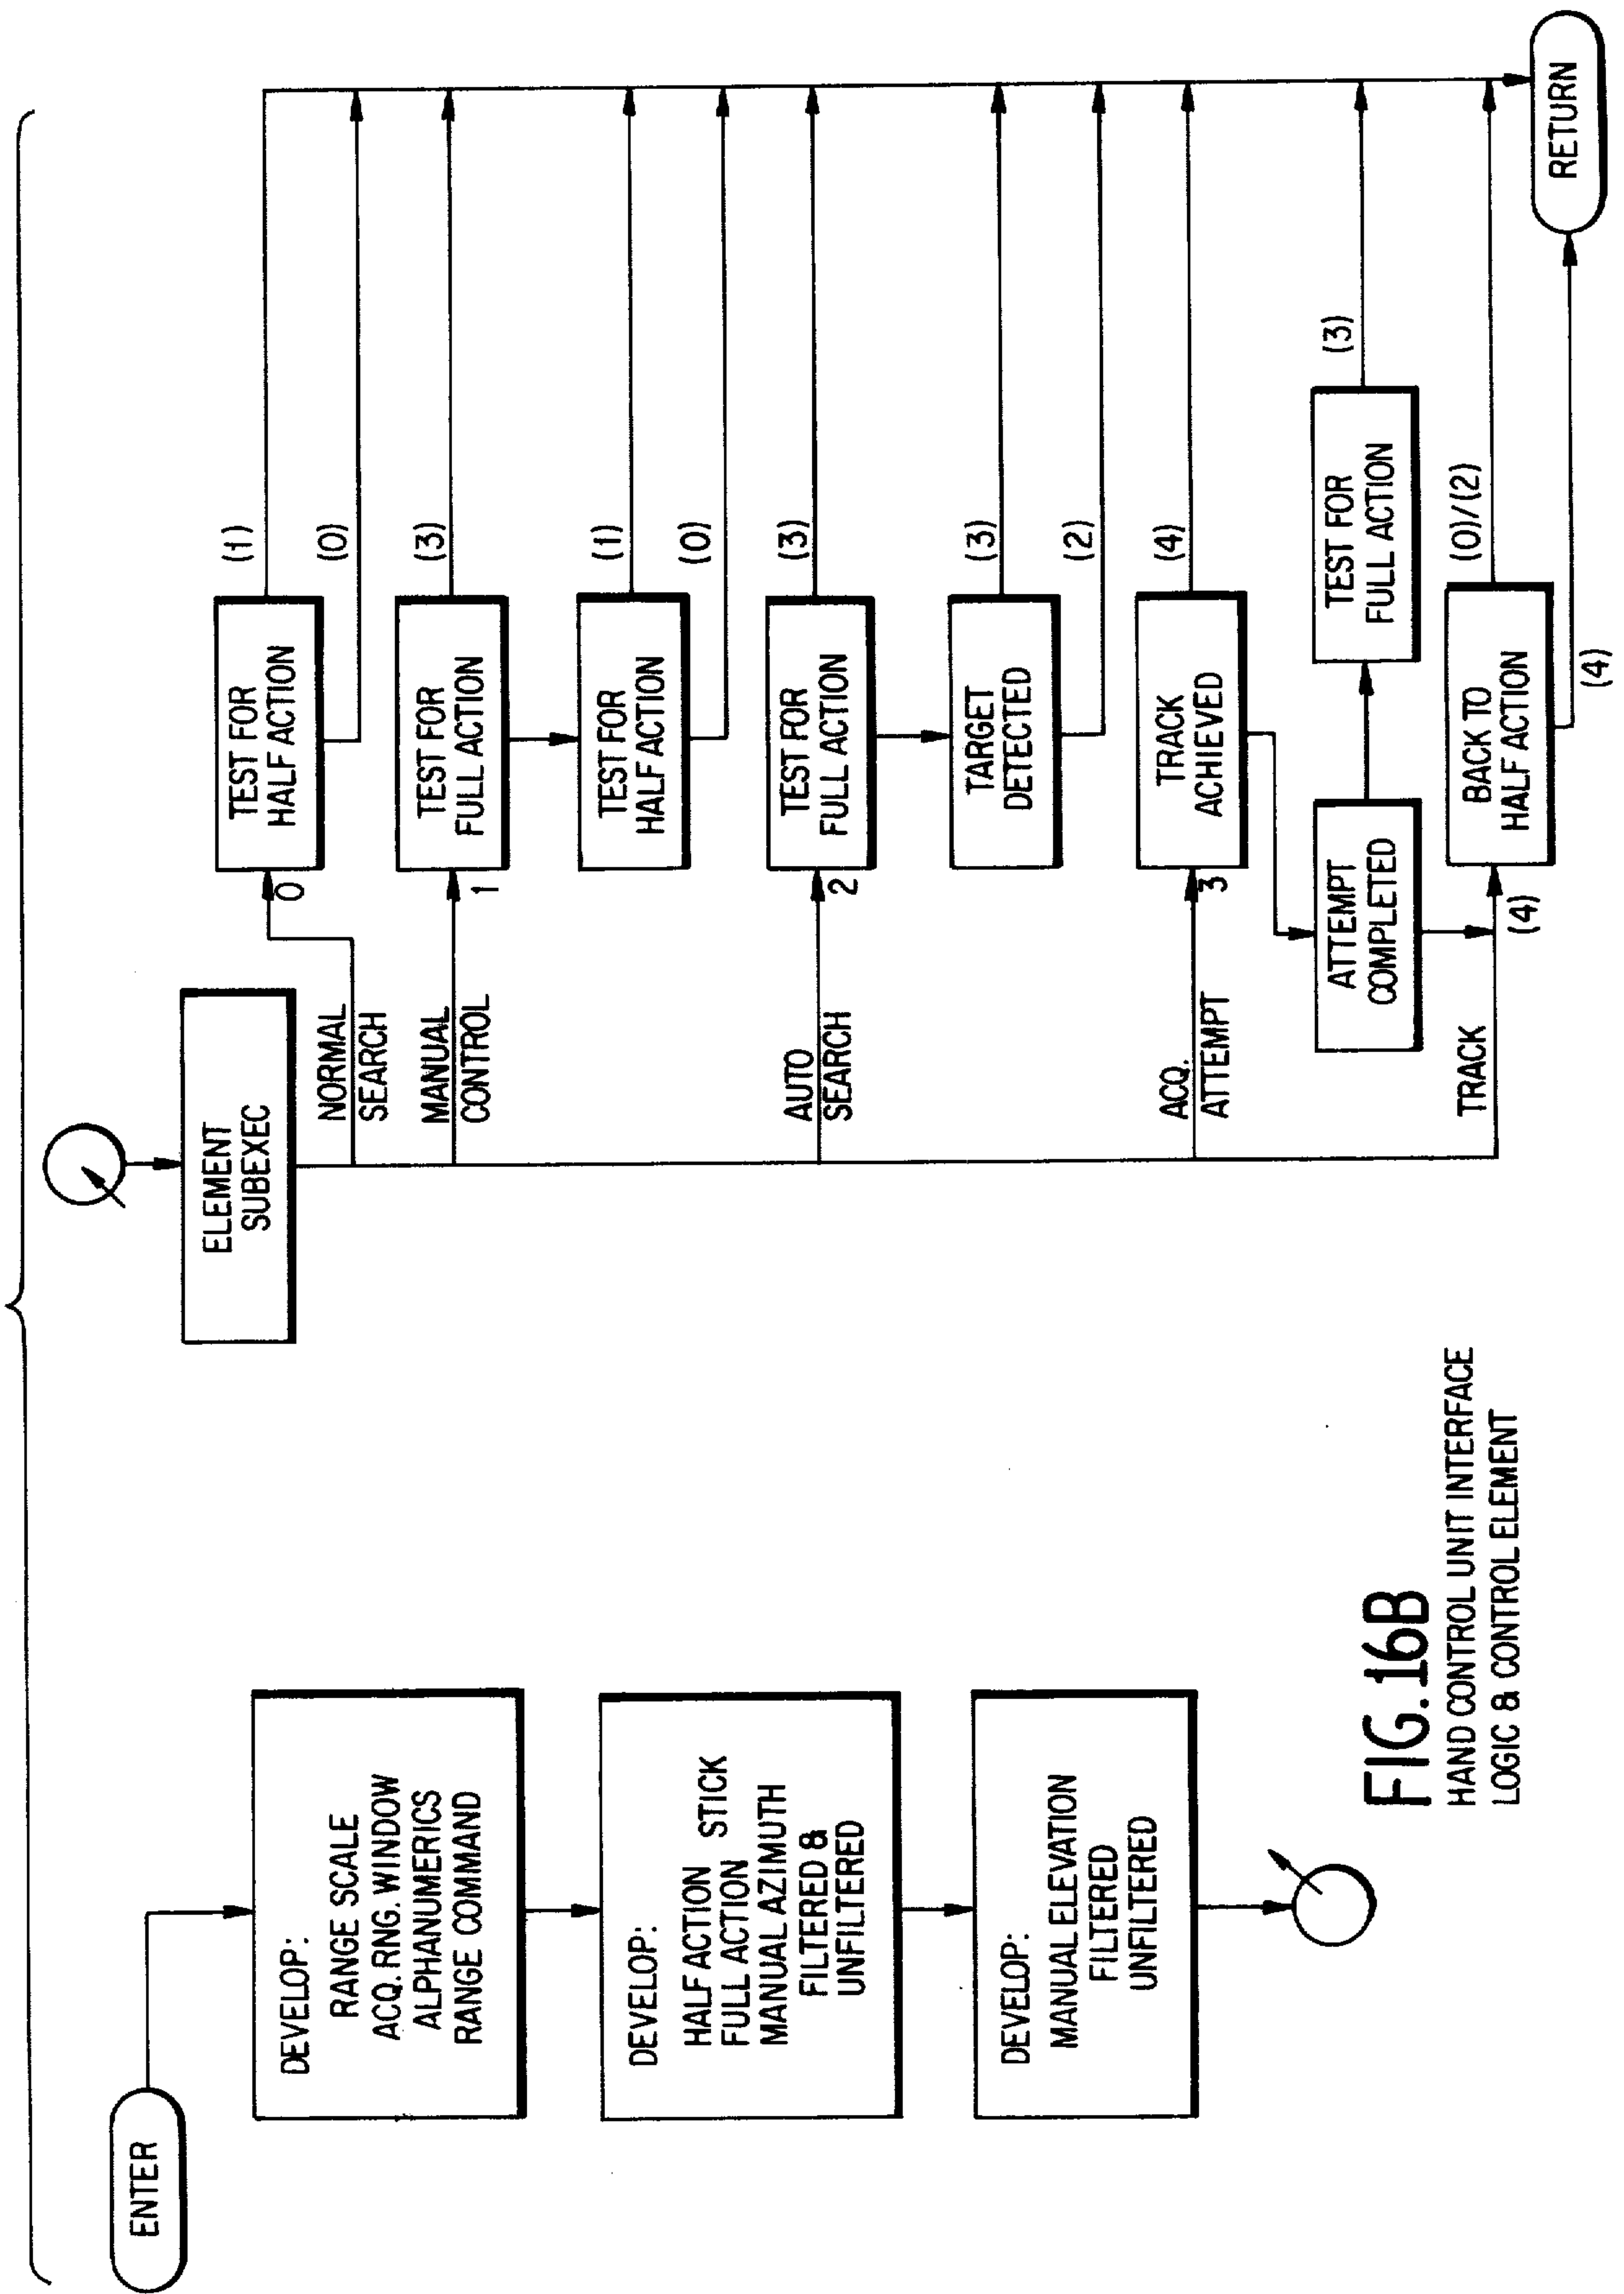 ENTER
DEVELOP:
RANGE SCALE
ACQ. RNG. WINDOW
ALPHANUMERICS
RANGE COMMAND
DEVELOP:
HALF ACTION STICK
FULL ACTION
MANUAL AZIMUTH
FILTERED &
UNFILTERED
DEVELOP:
MANUAL ELEVATION
FILTERED
UNFILTERED
ELEMENT
SUBEXEC
NORMAL
SEARCH
0
TEST FOR
HALF ACTION
(1)
(0)
MANUAL
CONTROL
1
TEST FOR
FULL ACTION
(3)
TEST FOR
HALF ACTION
(1)
(0)
AUTO
SEARCH
2
TEST FOR
FULL ACTION
(3)
TARGET
DETECTED
(3)
(2)
ACQ.
ATTEMPT
3
TRACK
ACHIEVED
(4)
ATTEMPT
COMPLETED
TEST FOR
FULL ACTION
(3)
TRACK
(4)
BACK TO
HALF ACTION
(0)/(2)
(4)
RETURN
FIG. 16B
HAND CONTROL UNIT INTERFACE
LOGIC & CONTROL ELEMENT